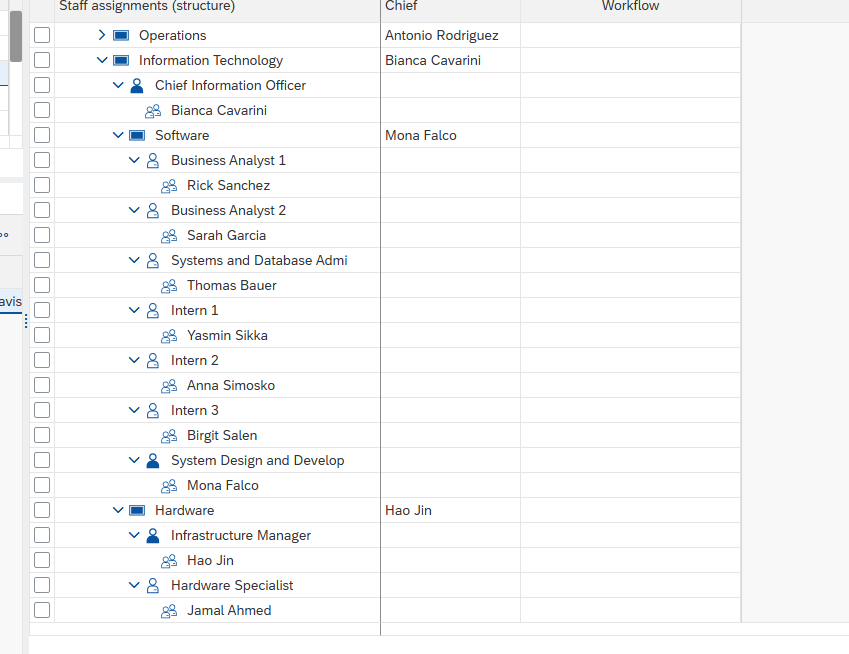 Staff assignments (structure) Chief Workflow
Operations Antonio Rodriguez
Information Technology Bianca Cavarini
Chief Information Officer
Bianca Cavarini
Software Mona Falco
Business Analyst 1
Rick Sanchez
Business Analyst 2
Sarah Garcia
Systems and Database Admi
Thomas Bauer
Intern 1
avis
Yasmin Sikka
Intern 2
Anna Simosko
Intern 3
Birgit Salen
System Design and Develop
Mona Falco
Hardware Hao Jin
Infrastructure Manager
Hao Jin
Hardware Specialist
Jamal Ahmed